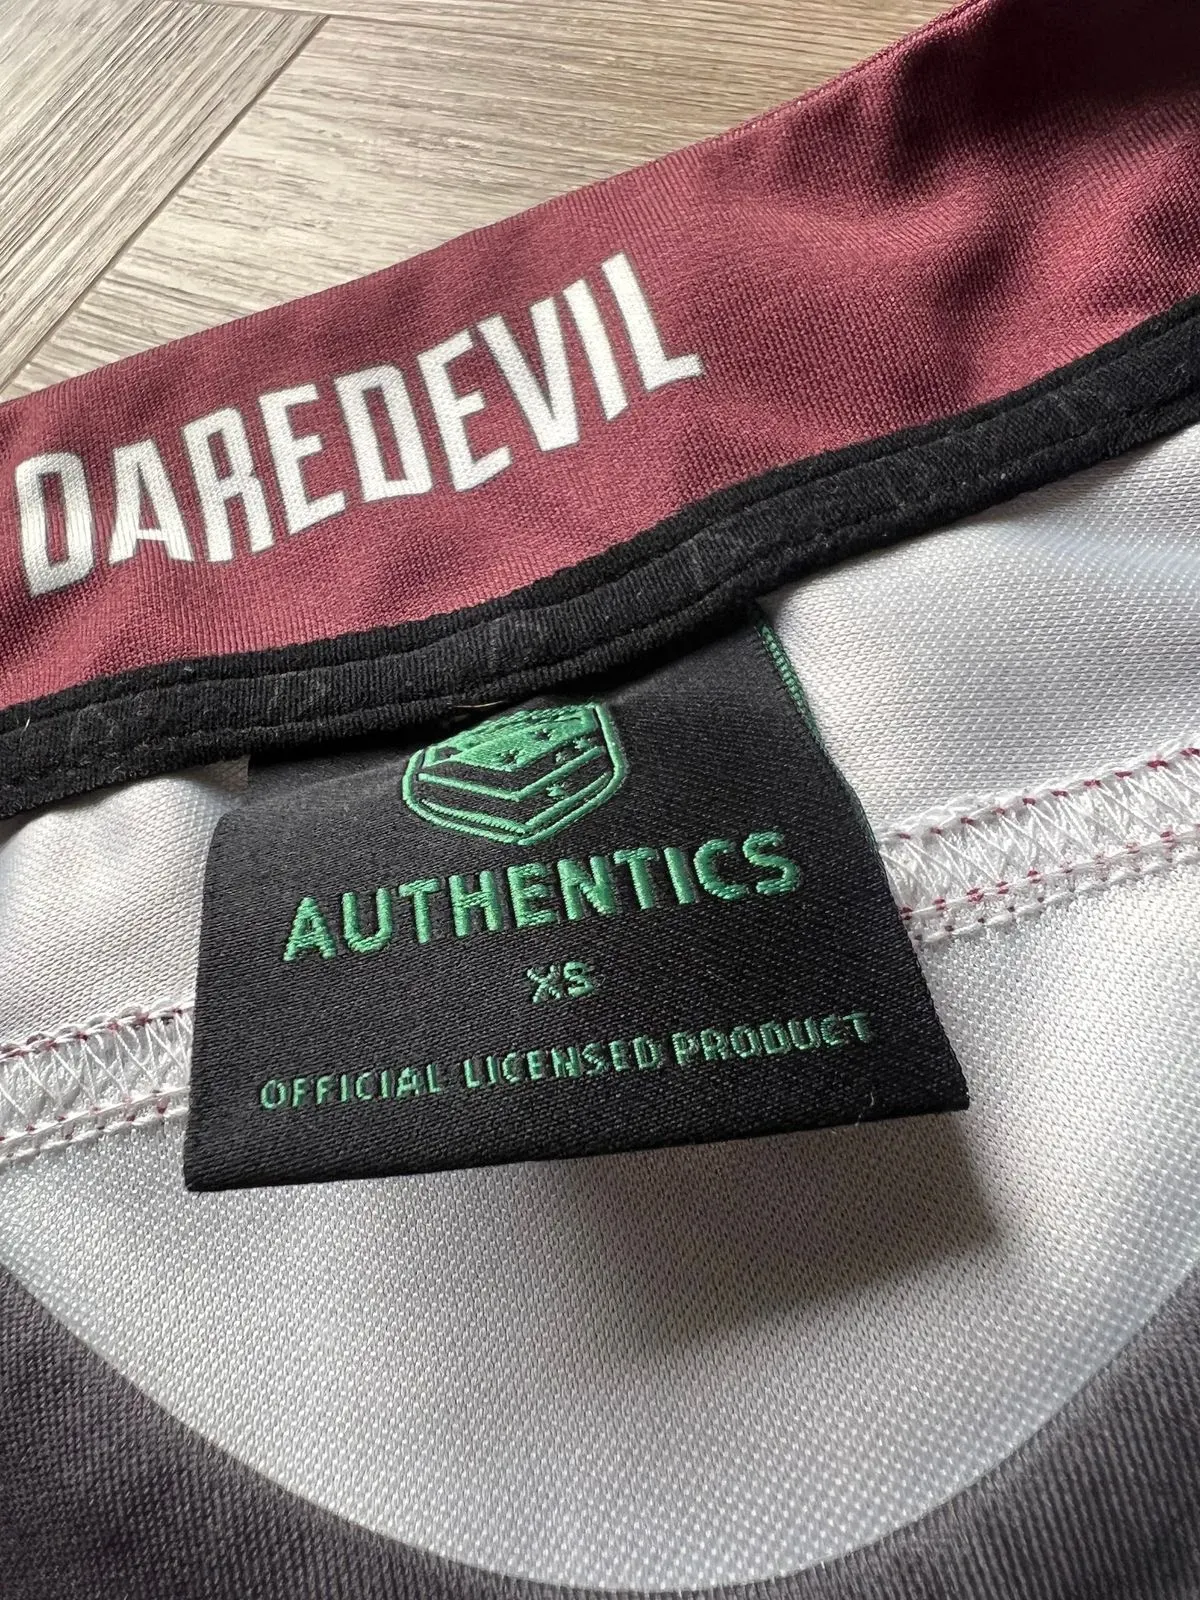 DAREDEVIL
AUTHENTICS
XS
OFFICIAL LICENSED PRODUCT